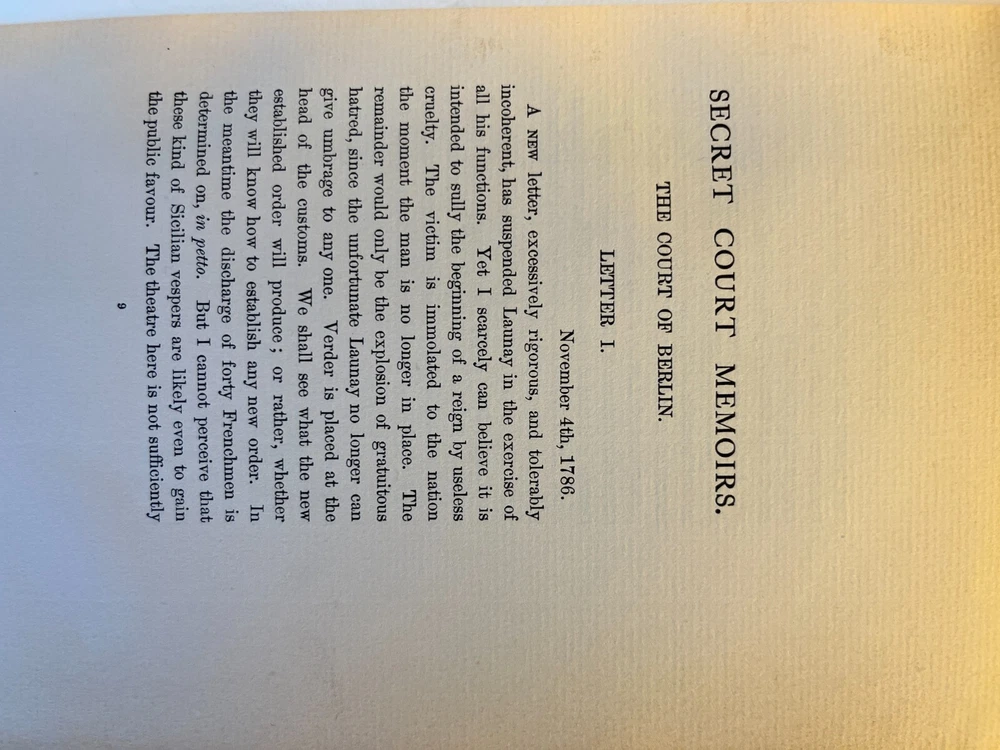 SECRET COURT MEMOIRS.
THE COURT OF BERLIN.
LETTER I.
November 4th, 1786.
A NEW letter, excessively rigorous, and tolerably
incoherent, has suspended Launay in the exercise of
all his functions. Yet I scarcely can believe it is
intended to sully the beginning of a reign by useless
cruelty. The victim is immolated to the nation
the moment the man is no longer in place. The
remainder would only be the explosion of gratuitous
hatred, since the unfortunate Launay no longer can
give umbrage to any one. Verder is placed at the
head of the customs. We shall see what the new
established order will produce; or rather, whether
they will know how to establish any new order. In
the meantime the discharge of forty Frenchmen is
determined on, in petto. But I cannot perceive that
these kind of Sicilian vespers are likely even to gain
the public favour. The theatre here is not sufficiently
9